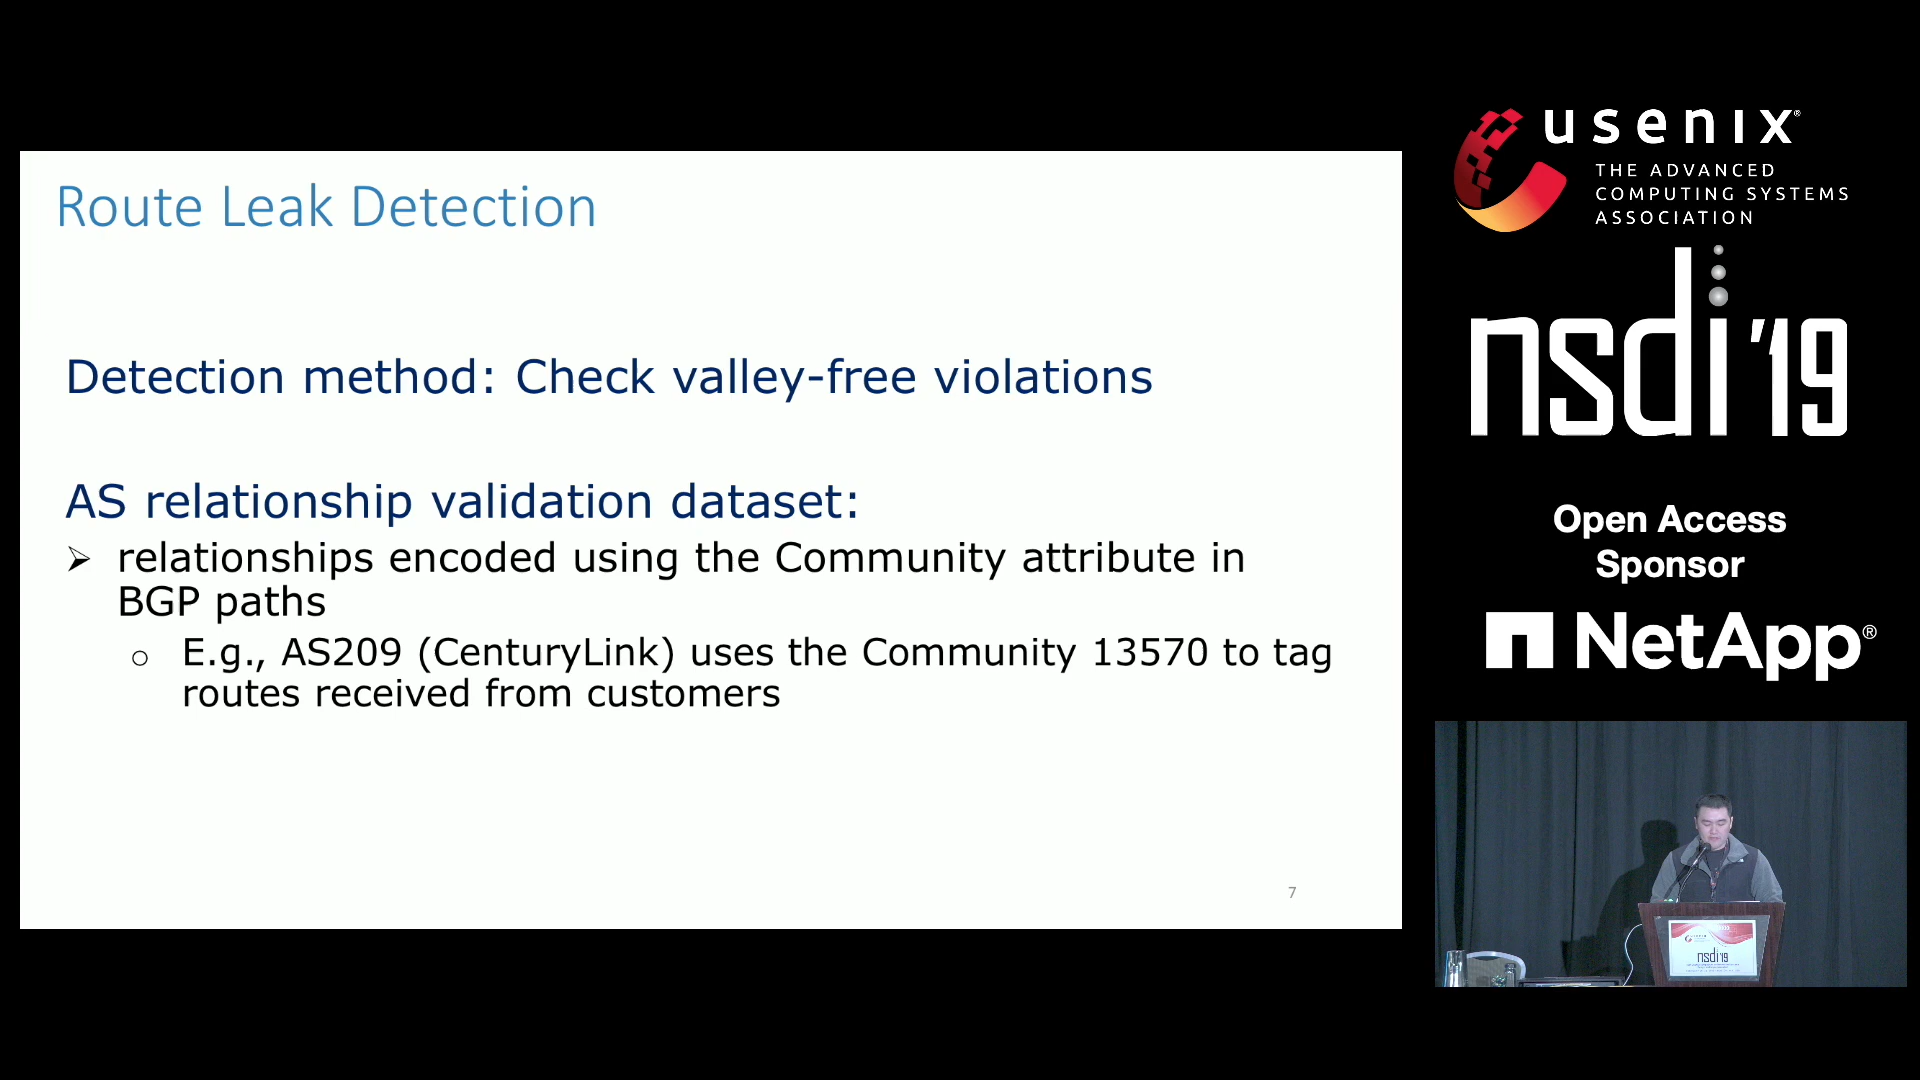 Route Leak Detection
Detection method: Check valley-free violations
AS relationship validation dataset:
➢ relationships encoded using the Community attribute in
BGP paths
o E.g., AS209 (CenturyLink) uses the Community 13570 to tag
routes received from customers
7
usenix®
THE ADVANCED
COMPUTING SYSTEMS
ASSOCIATION
nsdi '19
Open Access
Sponsor
NetApp®
nsdi'19